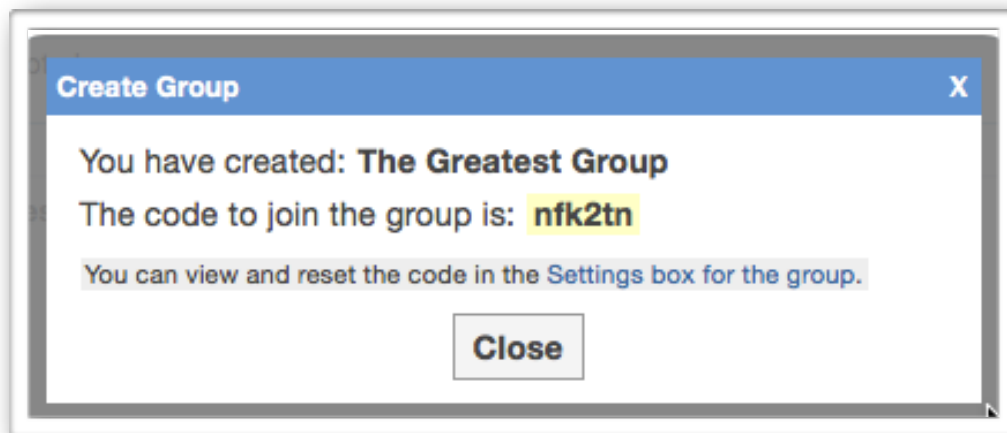 Create Group X
You have created: The Greatest Group
The code to join the group is: nfk2tn
You can view and reset the code in the Settings box for the group.
Close